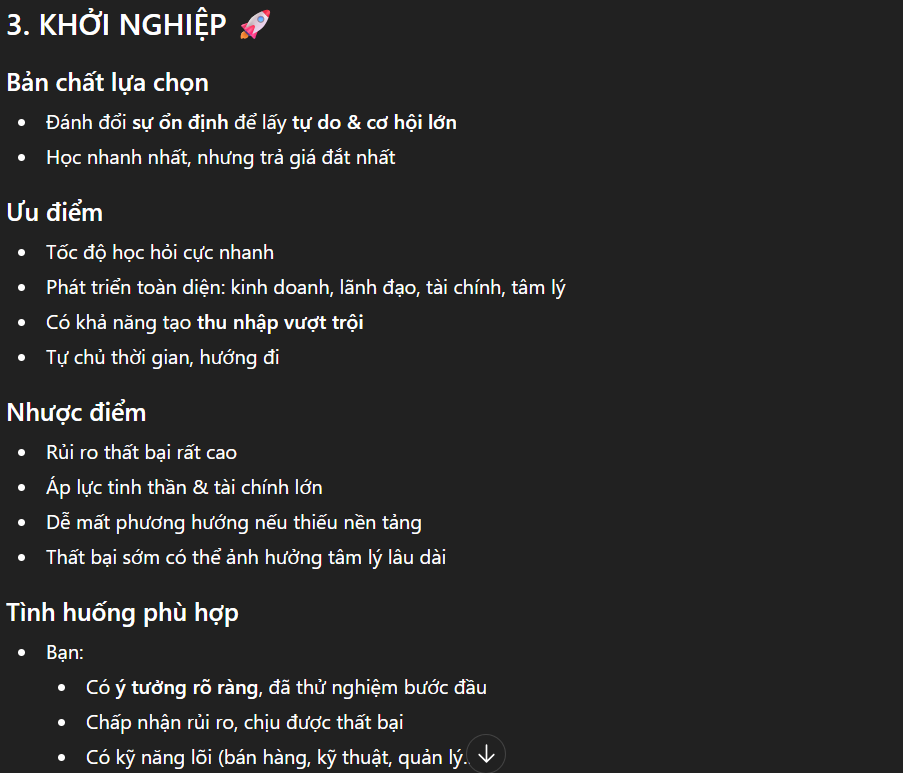 3. KHỞI NGHIỆP 🚀
Bản chất lựa chọn
• Đánh đổi sự ổn định để lấy tự do & cơ hội lớn
• Học nhanh nhất, nhưng trả giá đắt nhất
Ưu điểm
• Tốc độ học hỏi cực nhanh
• Phát triển toàn diện: kinh doanh, lãnh đạo, tài chính, tâm lý
• Có khả năng tạo thu nhập vượt trội
• Tự chủ thời gian, hướng đi
Nhược điểm
• Rủi ro thất bại rất cao
• Áp lực tinh thần & tài chính lớn
• Dễ mất phương hướng nếu thiếu nền tảng
• Thất bại sớm có thể ảnh hưởng tâm lý lâu dài
Tình huống phù hợp
• Bạn:
• Có ý tưởng rõ ràng, đã thử nghiệm bước đầu
• Chấp nhận rủi ro, chịu được thất bại
• Có kỹ năng lõi (bán hàng, kỹ thuật, quản lý.